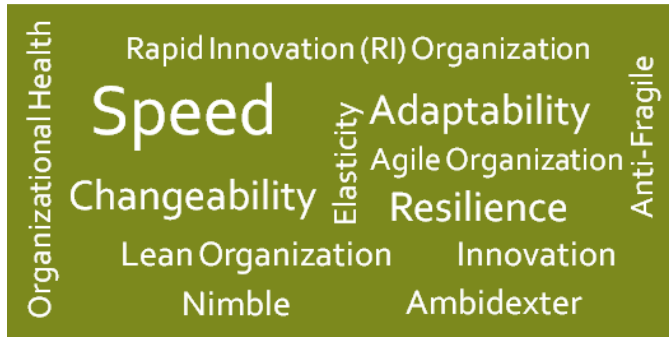 Organizational Health
Rapid Innovation (RI) Organization
Speed
Elasticity
Adaptability
Anti-Fragile
Agile Organization
Changeability
Resilience
Lean Organization
Innovation
Nimble
Ambidexter